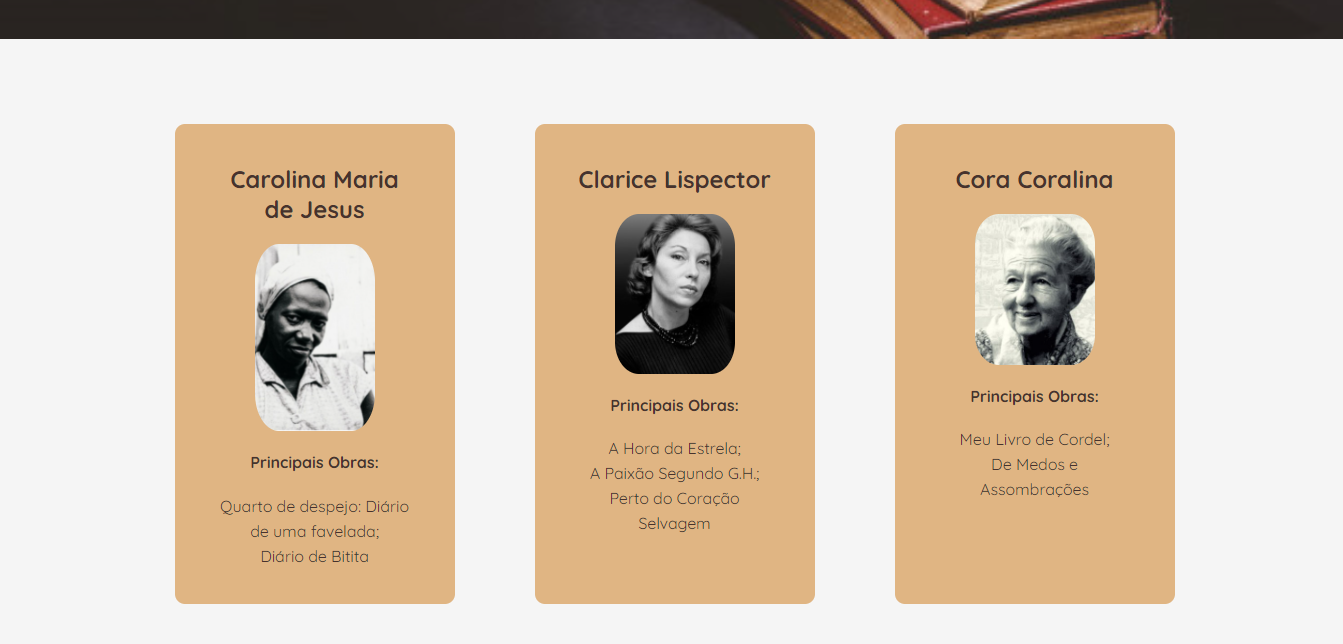 Carolina Maria
de Jesus
Principais Obras:
Quarto de despejo: Diário
de uma favelada;
Diário de Bitita
Clarice Lispector
Principais Obras:
A Hora da Estrela;
A Paixão Segundo G.H.;
Perto do Coração
Selvagem
Cora Coralina
Principais Obras:
Meu Livro de Cordel;
De Medos e
Assombrações